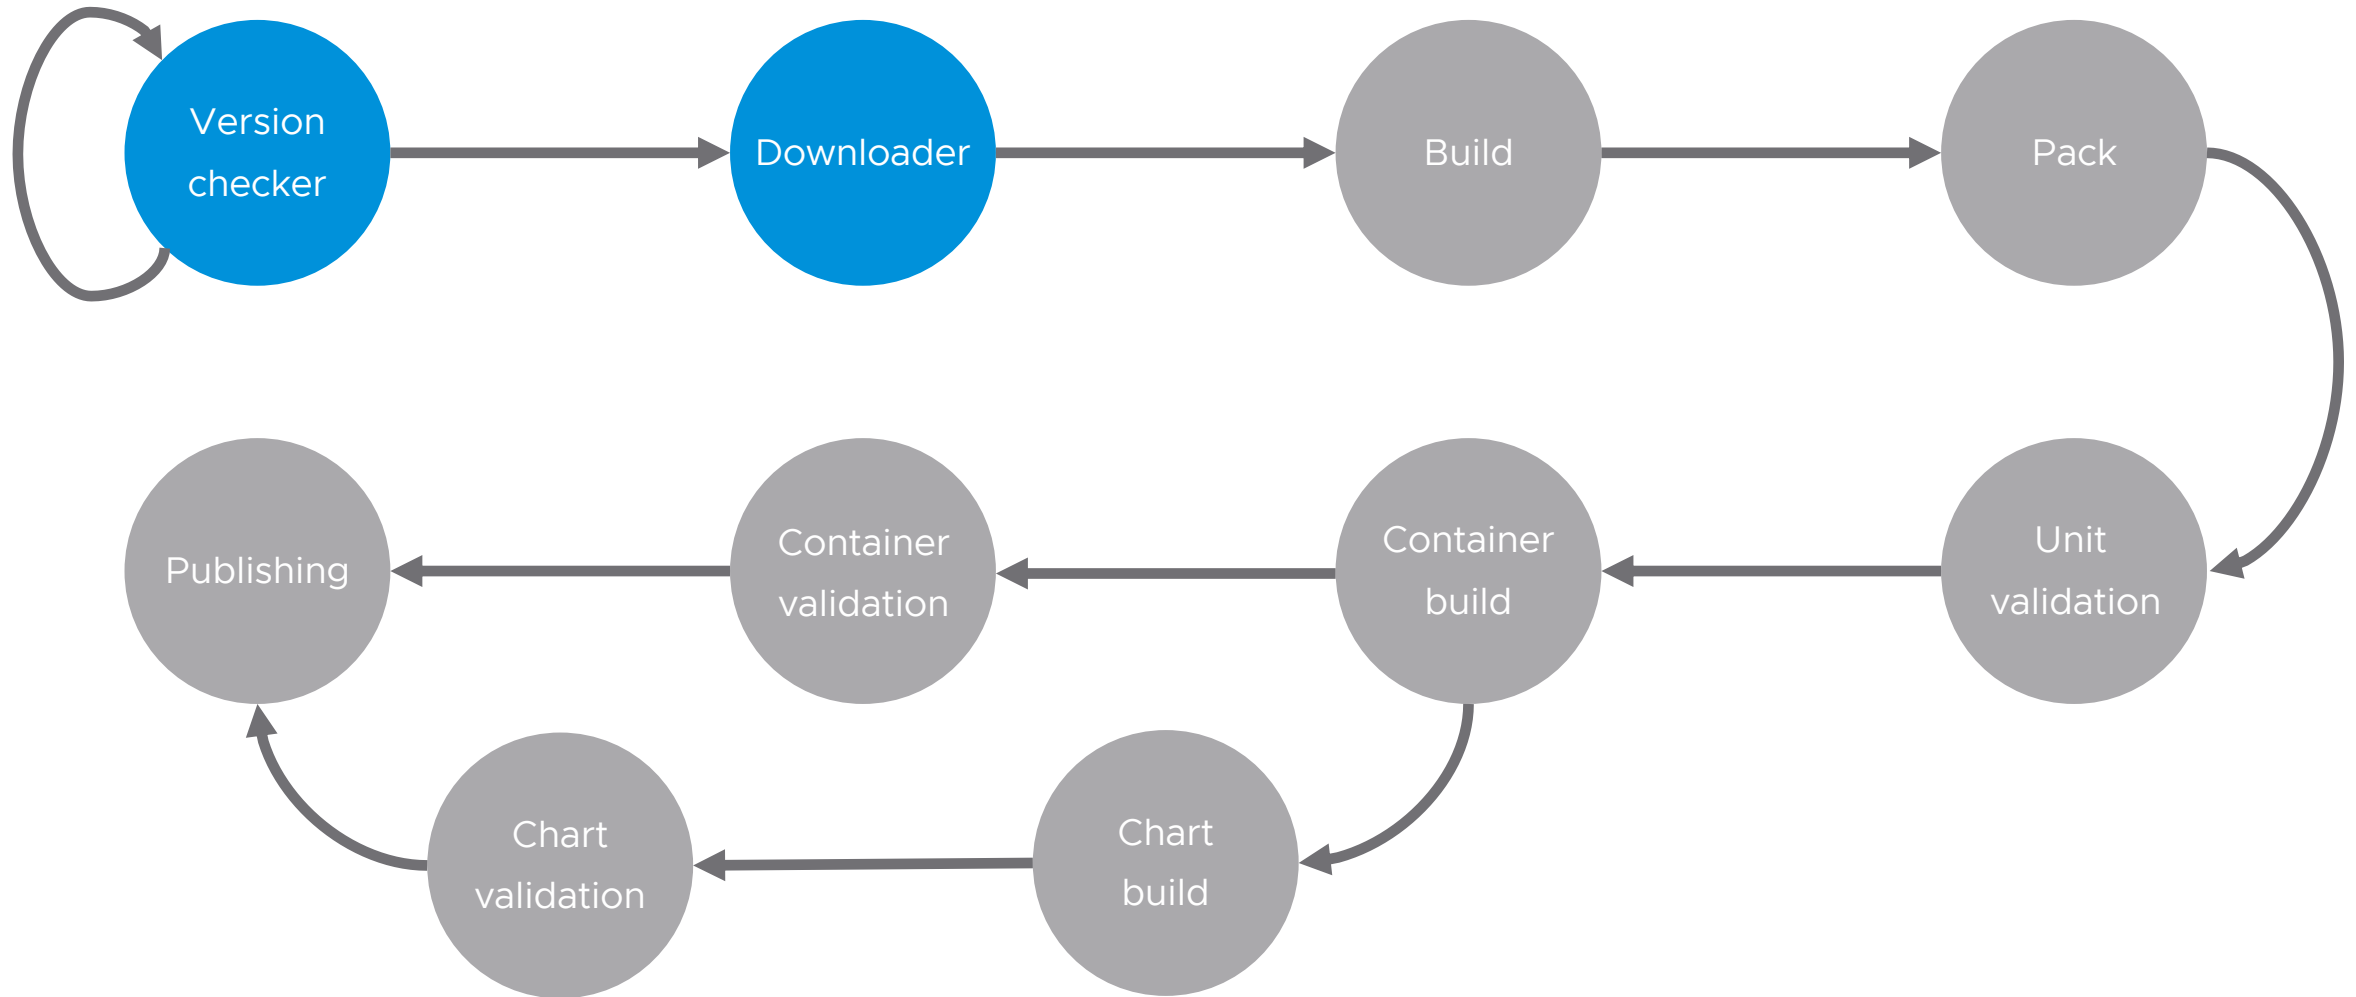 Version
checker
Downloader
Build
Pack
Publishing
Container
validation
Container
build
Unit
validation
Chart
validation
Chart
build